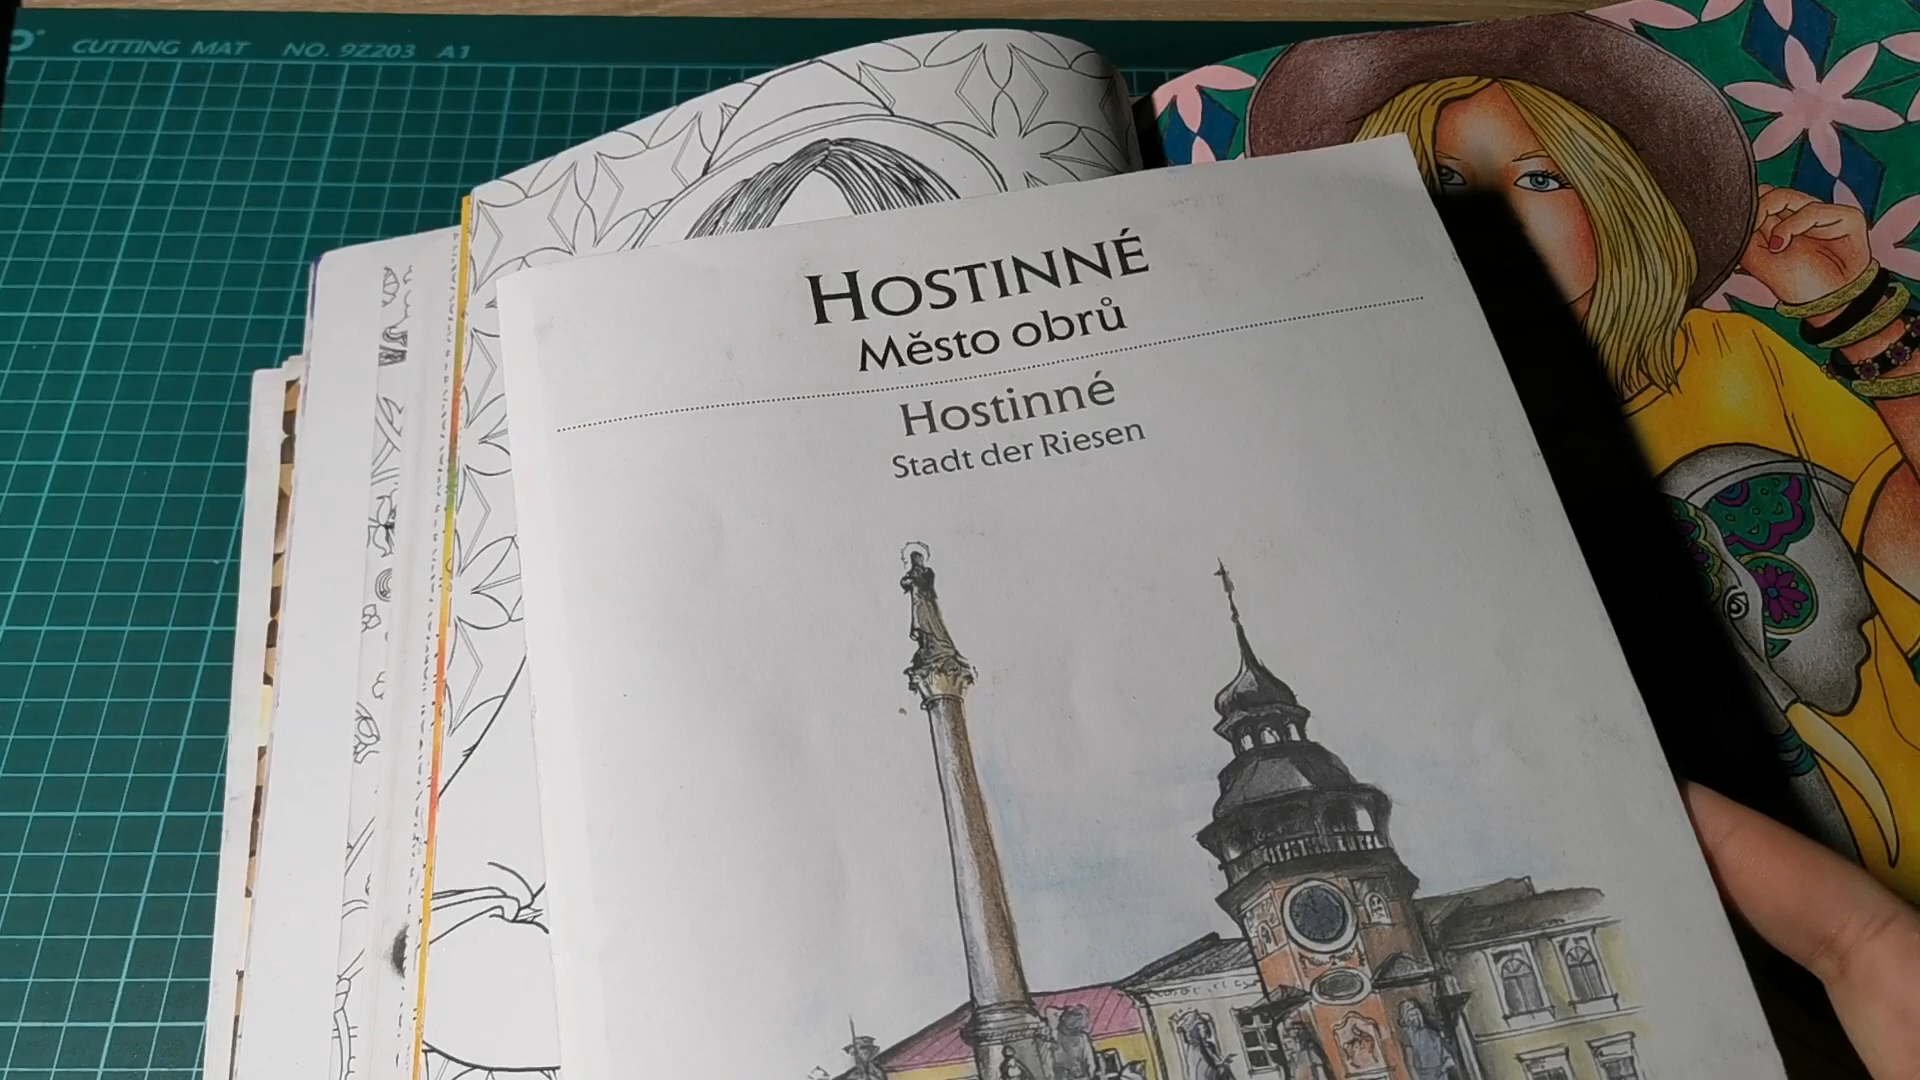 CUTTING MAT NO. 9Z203 A1
HOSTINNÉ
Město obrů
Hostinné
Stadt der Riesen